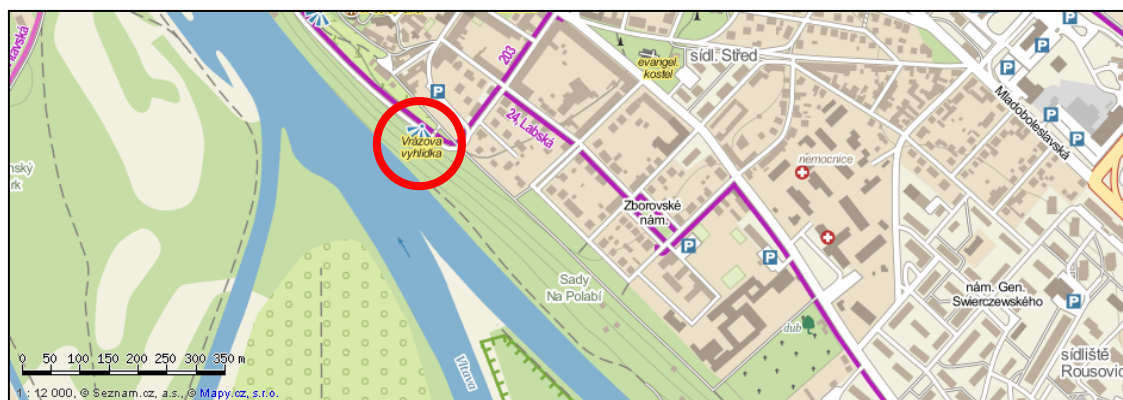 203
evangel.
kostel
sídl. Střed
P
P
P
Mladoboleslavská
Vrázova
vyhlídka
24, Labská
nemocnice
nský
rk
Zborovské
nám.
P
P
Sady
Na Polabí
nám. Gen.
Swierczewského
P
dub
sídliště
Rousovic
Vltava
0 50 100 150 200 250 300 350 m
1 : 12 000, © Seznam.cz, a.s., © Mapy.cz, s.r.o.